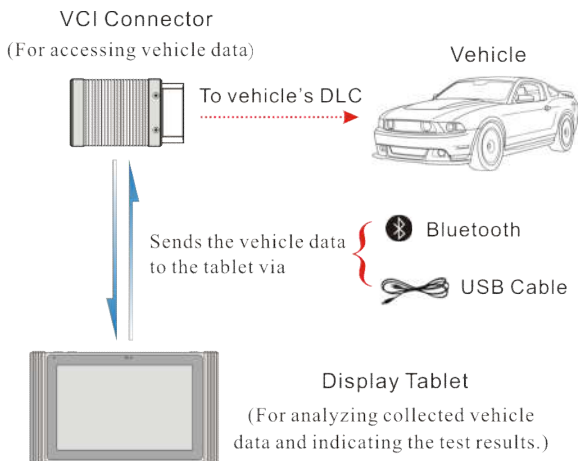 VCI Connector
(For accessing vehicle data)
Vehicle
To vehicle's DLC
Sends the vehicle data
to the tablet via
Bluetooth
USB Cable
Display Tablet
(For analyzing collected vehicle
data and indicating the test results.)